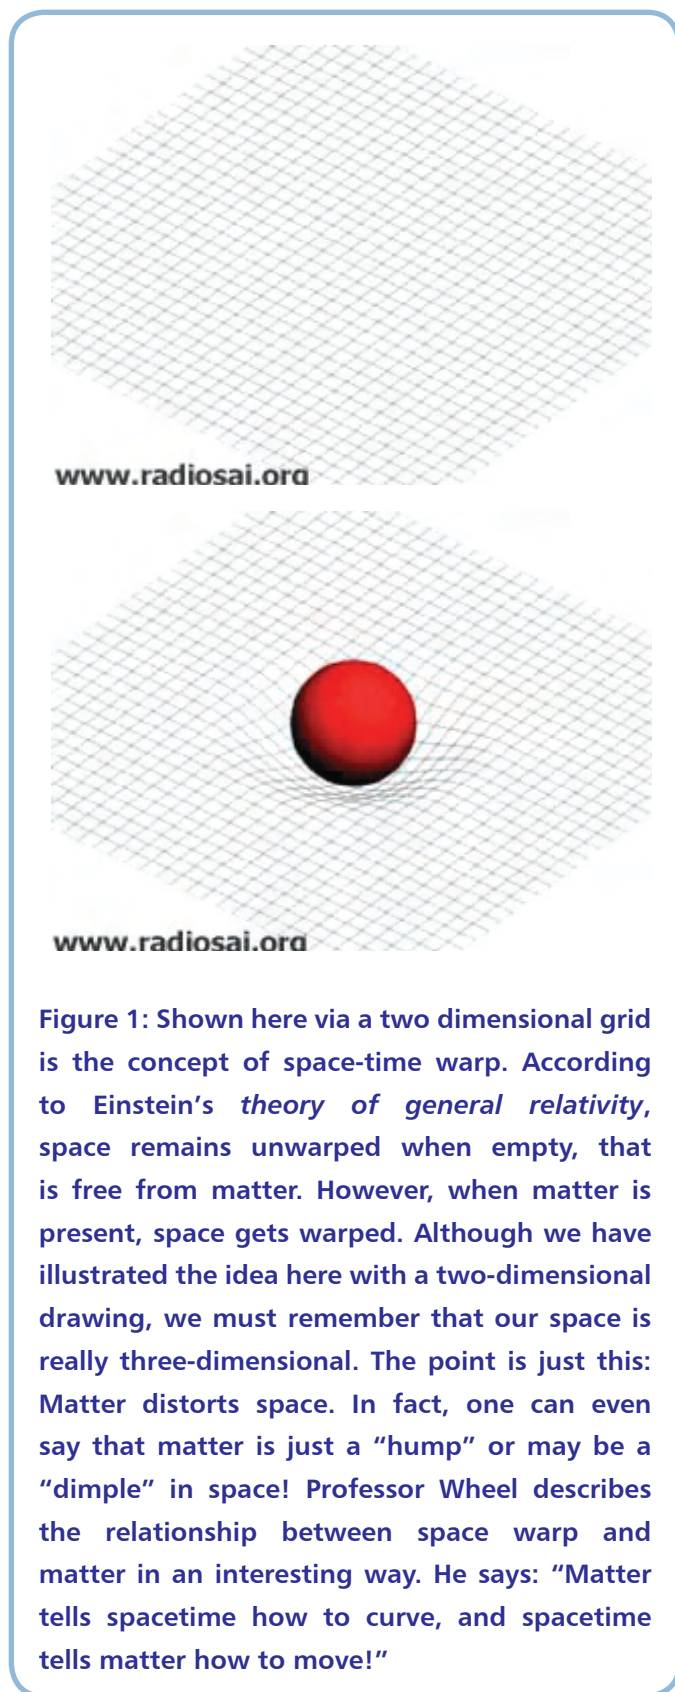 www.radiosai.org
www.radiosai.org
Figure 1: Shown here via a two dimensional grid
is the concept of space-time warp. According
to Einstein’s theory of general relativity,
space remains unwarped when empty, that
is free from matter. However, when matter is
present, space gets warped. Although we have
illustrated the idea here with a two-dimensional
drawing, we must remember that our space is
really three-dimensional. The point is just this:
Matter distorts space. In fact, one can even
say that matter is just a “hump” or may be a
“dimple” in space! Professor Wheel describes
the relationship between space warp and
matter in an interesting way. He says: “Matter
tells spacetime how to curve, and spacetime
tells matter how to move!”